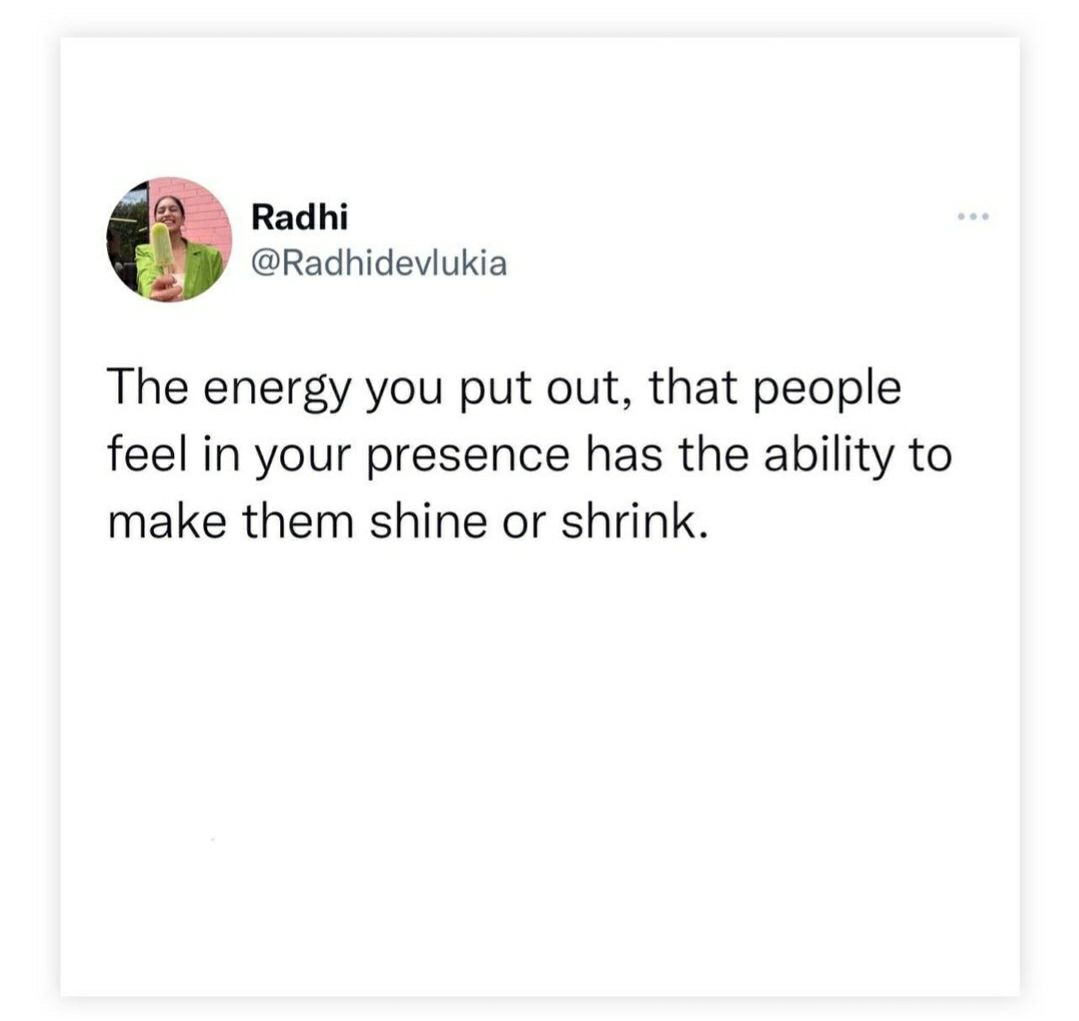 Radhi
@Radhidevlukia
The energy you put out, that people
feel in your presence has the ability to
make them shine or shrink.